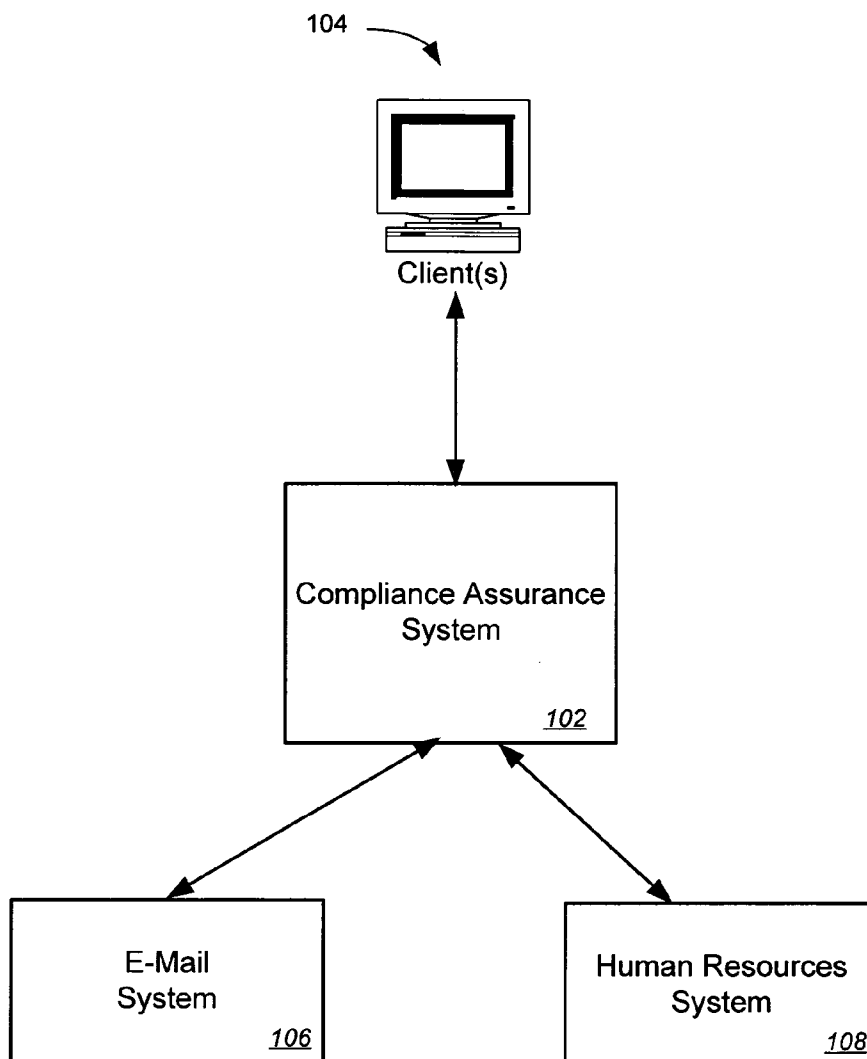 104
Client(s)
Compliance Assurance
System
102
E-Mail
System
106
Human Resources
System
108